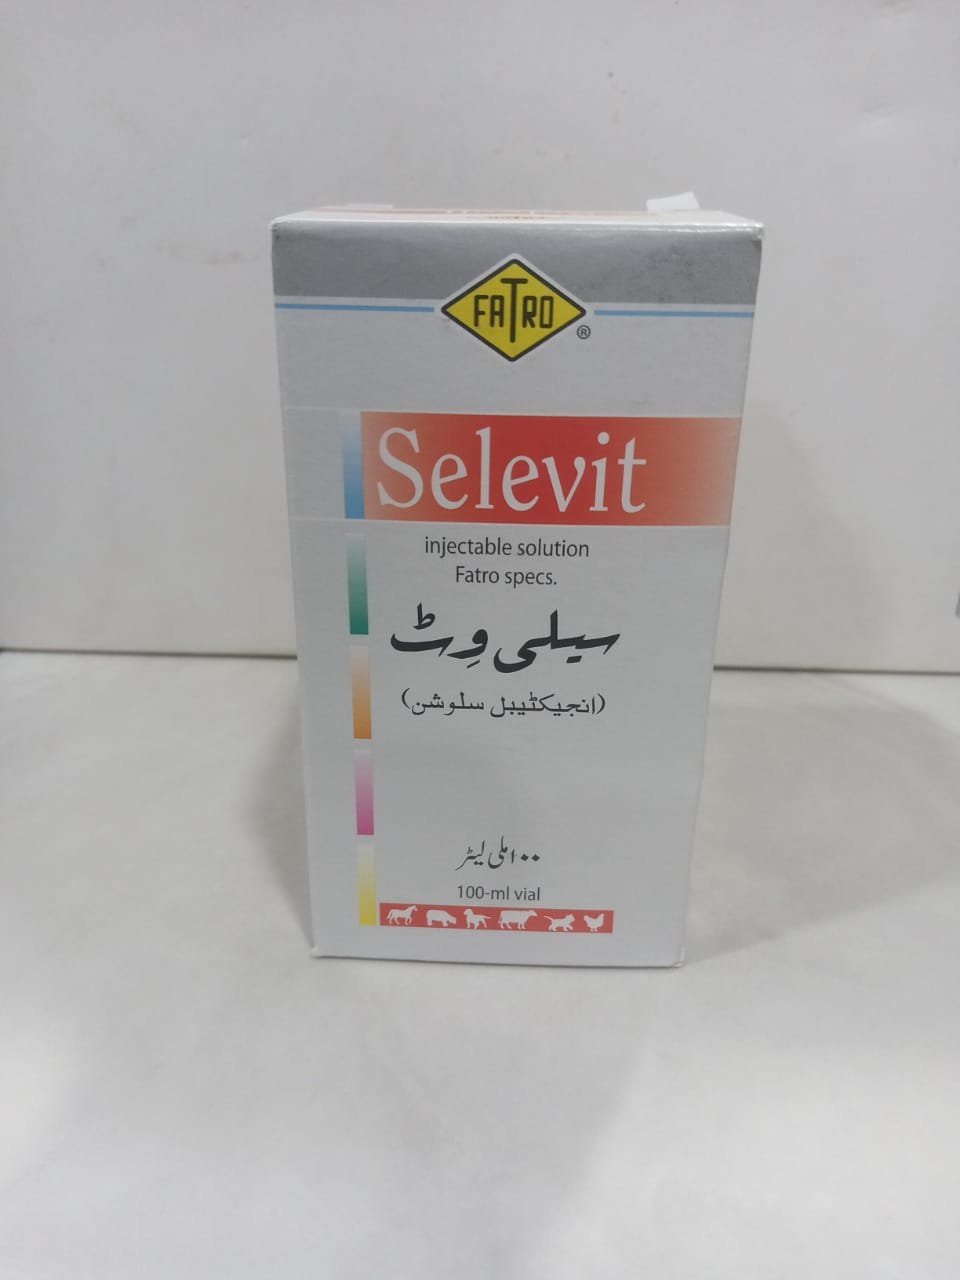 FATRO
®
Selevit
injectable solution
Fatro specs.
سیلی وِٹ
(انجیکٹیبل سلوشن)
۱۰۰ ملی لیٹر
100-ml vial